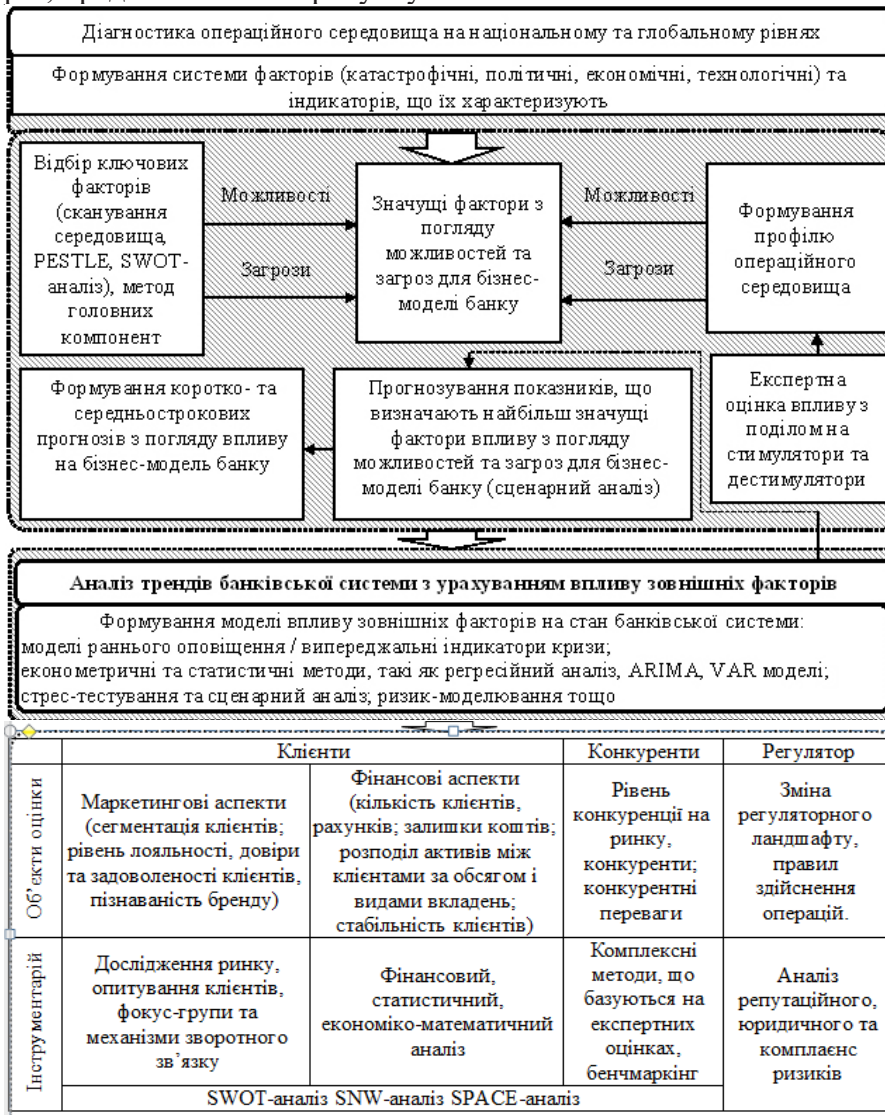 Діагностика операційного середовища на національному та глобальному рівнях
Формування системи факторів (катастрофічні, політичні, економічні, технологічні) та
індикаторів, що їх характеризують
Відбір ключових
факторів
(сканування
середовища,
PESTLE, SWOT-
аналіз), метод
головних
компонент
Можливості
Загрози
Значущі фактори з
погляду
можливостей та
загроз для бізнес-
моделі банку
Можливості
Загрози
Формування
профілю
операційного
середовища
Формування коротко- та
середньострокових
прогнозів з погляду впливу
на бізнес-модель банку
Прогнозування показників, що
визначають найбільш значущі
фактори впливу з погляду
можливостей та загроз для бізнес-
моделі банку (сценарний аналіз)
Експертна
оцінка впливу з
поділом на
стимулятори та
дестимулятори
Аналіз трендів банківської системи з урахуванням впливу зовнішніх факторів
Формування моделі впливу зовнішніх факторів на стан банківської системи:
моделі раннього оповіщення / випереджальні індикатори кризи;
економетричні та статистичні методи, такі як регресійний аналіз, ARIMA, VAR моделі;
стрес-тестування та сценарний аналіз; ризик-моделювання тощо
Клієнти
Конкуренти
Регулятор
Об’єкти оцінки
Маркетингові аспекти
(сегментація клієнтів;
рівень лояльності, довіри
та задоволеності клієнтів,
пізнаваність бренду)
Фінансові аспекти
(кількість клієнтів,
рахунків; залишки коштів;
розподіл активів між
клієнтами за обсягом і
видами вкладень;
стабільність клієнтів)
Рівень
конкуренції на
ринку,
конкуренти;
конкурентні
переваги
Зміна
регуляторного
ландшафту,
правил
здійснення
операцій.
Інструментарій
Дослідження ринку,
опитування клієнтів,
фокус-групи та
механізми зворотного
зв’язку
Фінансовий,
статистичний,
економіко-математичний
аналіз
Комплексні
методи, що
базуються на
експертних
оцінках,
бенчмаркінг
Аналіз
репутаційного,
юридичного та
комплаєнс
ризиків
SWOT-аналіз SNW-аналіз SPACE-аналіз